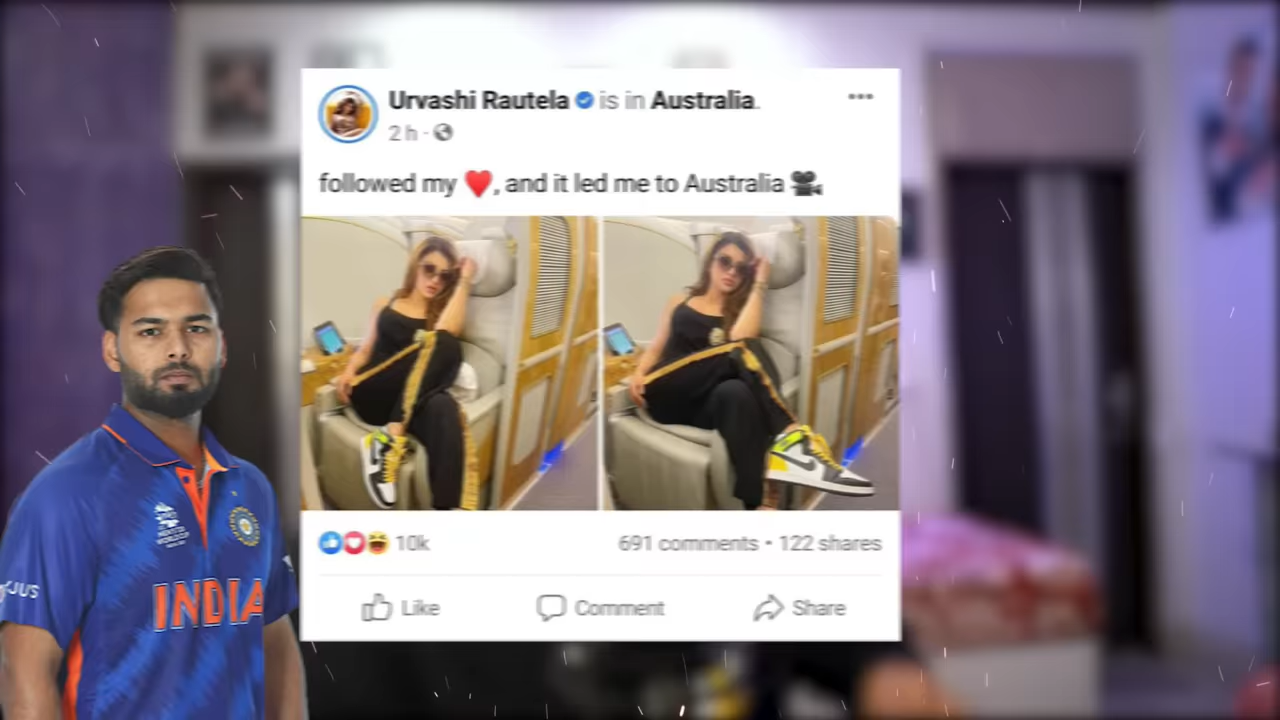 Urvashi Rautela is in Australia.
2 h
followed my ❤️, and it led me to Australia 🎥
10k
691 comments • 122 shares
Like
Comment
Share
INDIA